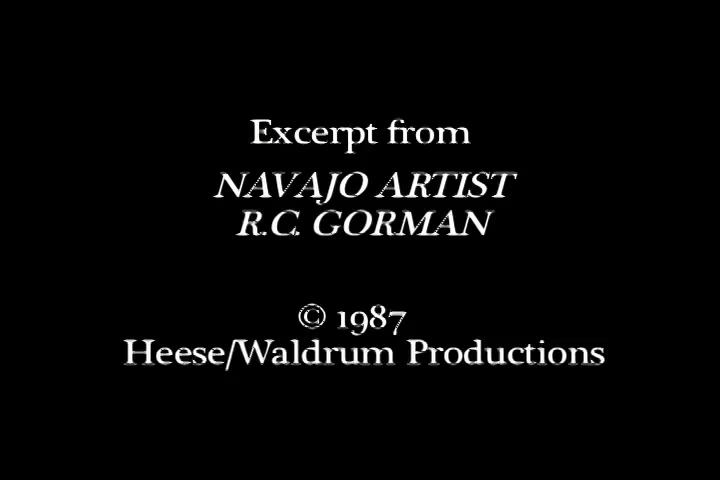 Excerpt from
NAVAJO ARTIST
R.C. GORMAN
© 1987
Heese/Waldrum Productions